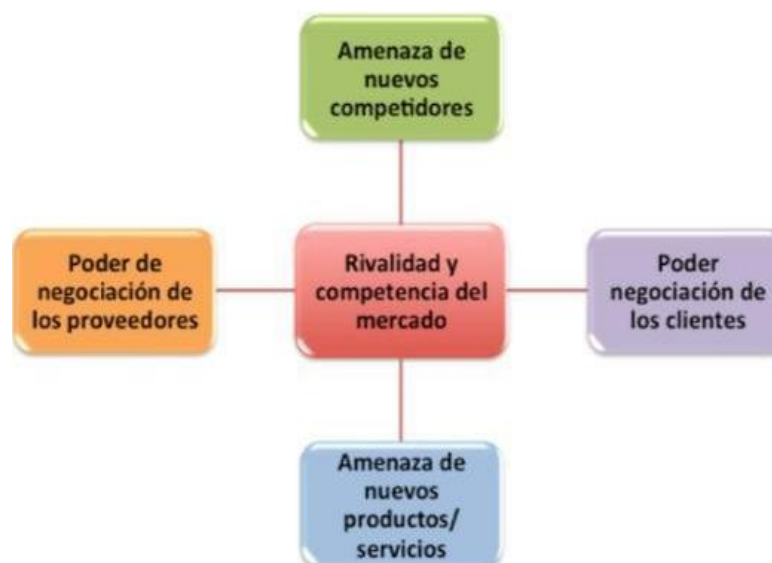 Amenaza de
nuevos
competidores
Poder de
negociación de
los proveedores
Rivalidad y
competencia del
mercado
Poder
negociación de
los clientes
Amenaza de
nuevos
productos/
servicios